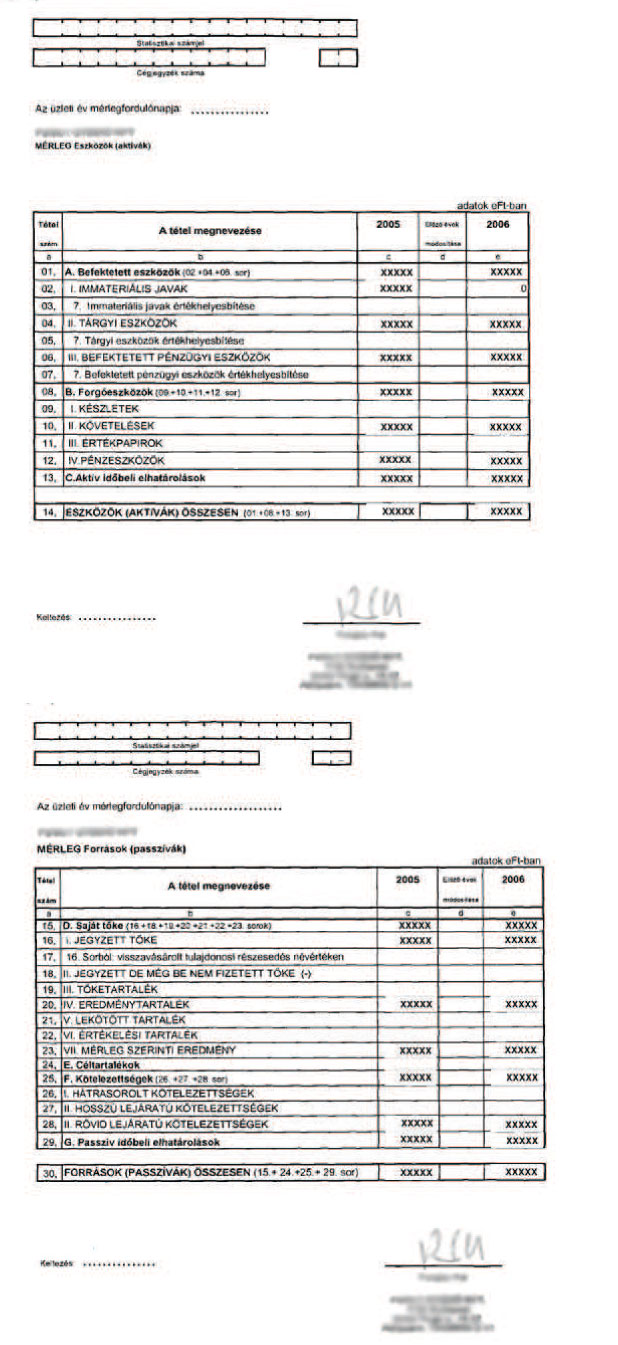 Statisztikai számjel
Cégjegyzék száma
Az üzleti év mérlegfordulónapja: ................
MÉRLEG Eszközök (aktívák)
adatok eFt-ban
Tétel szám A tétel megnevezése 2005 Előző évek módosítása 2006
a b c d e
01. A. Befektetett eszközök (02.+04.+06. sor) XXXXX XXXXX
02. I. IMMATERIÁLIS JAVAK XXXXX 0
03. 7. Immateriális javak értékhelyesbítése
04. II. TÁRGYI ESZKÖZÖK XXXXX XXXXX
05. 7. Tárgyi eszközök értékhelyesbítése
06. III. BEFEKTETETT PÉNZÜGYI ESZKÖZÖK XXXXX XXXXX
07. 7. Befektetett pénzügyi eszközök értékhelyesbítése
08. B. Forgóeszközök (09.+10.+11.+12. sor) XXXXX XXXXX
09. I. KÉSZLETEK
10. II. KÖVETELÉSEK XXXXX XXXXX
11. III. ÉRTÉKPAPIROK
12. IV.PÉNZESZKÖZÖK XXXXX XXXXX
13. C.Aktív időbeli elhatárolások XXXXX XXXXX
14. ESZKÖZÖK (AKTÍVÁK) ÖSSZESEN (01.+08.+13. sor) XXXXX XXXXX
Keltezés: ................
Statisztikai számjel
Cégjegyzék száma
Az üzleti év mérlegfordulónapja: ...................
MÉRLEG Források (passzívák)
adatok eFt-ban
Tétel szám A tétel megnevezése 2005 Előző évek módosítása 2006
a b c d e
15. D. Saját tőke (16.+18.+19.+20.+21.+22.+23. sorok) XXXXX XXXXX
16. I. JEGYZETT TŐKE XXXXX XXXXX
17. 16. Sorból: visszavásárolt tulajdonosi részesedés névértéken
18. II. JEGYZETT DE MÉG BE NEM FIZETETT TŐKE (-)
19. III. TŐKETARTALÉK
20. IV. EREDMÉNYTARTALÉK XXXXX XXXXX
21. V. LEKÖTÖTT TARTALÉK
22. VI. ÉRTÉKELÉSI TARTALÉK
23. VII. MÉRLEG SZERINTI EREDMÉNY XXXXX XXXXX
24. E. Céltartalékok
25. F. Kötelezettségek (26. +27. +28. sor) XXXXX XXXXX
26. I. HÁTRASOROLT KÖTELEZETTSÉGEK
27. II. HOSSZÚ LEJÁRATÚ KÖTELEZETTSÉGEK
28. II. RÖVID LEJÁRATÚ KÖTELEZETTSÉGEK XXXXX XXXXX
29. G. Passzív időbeli elhatárolások XXXXX XXXXX
30. FORRÁSOK (PASSZÍVÁK) ÖSSZESEN (15.+ 24.+25.+ 29. sor) XXXXX XXXXX
Keltezés: ...............